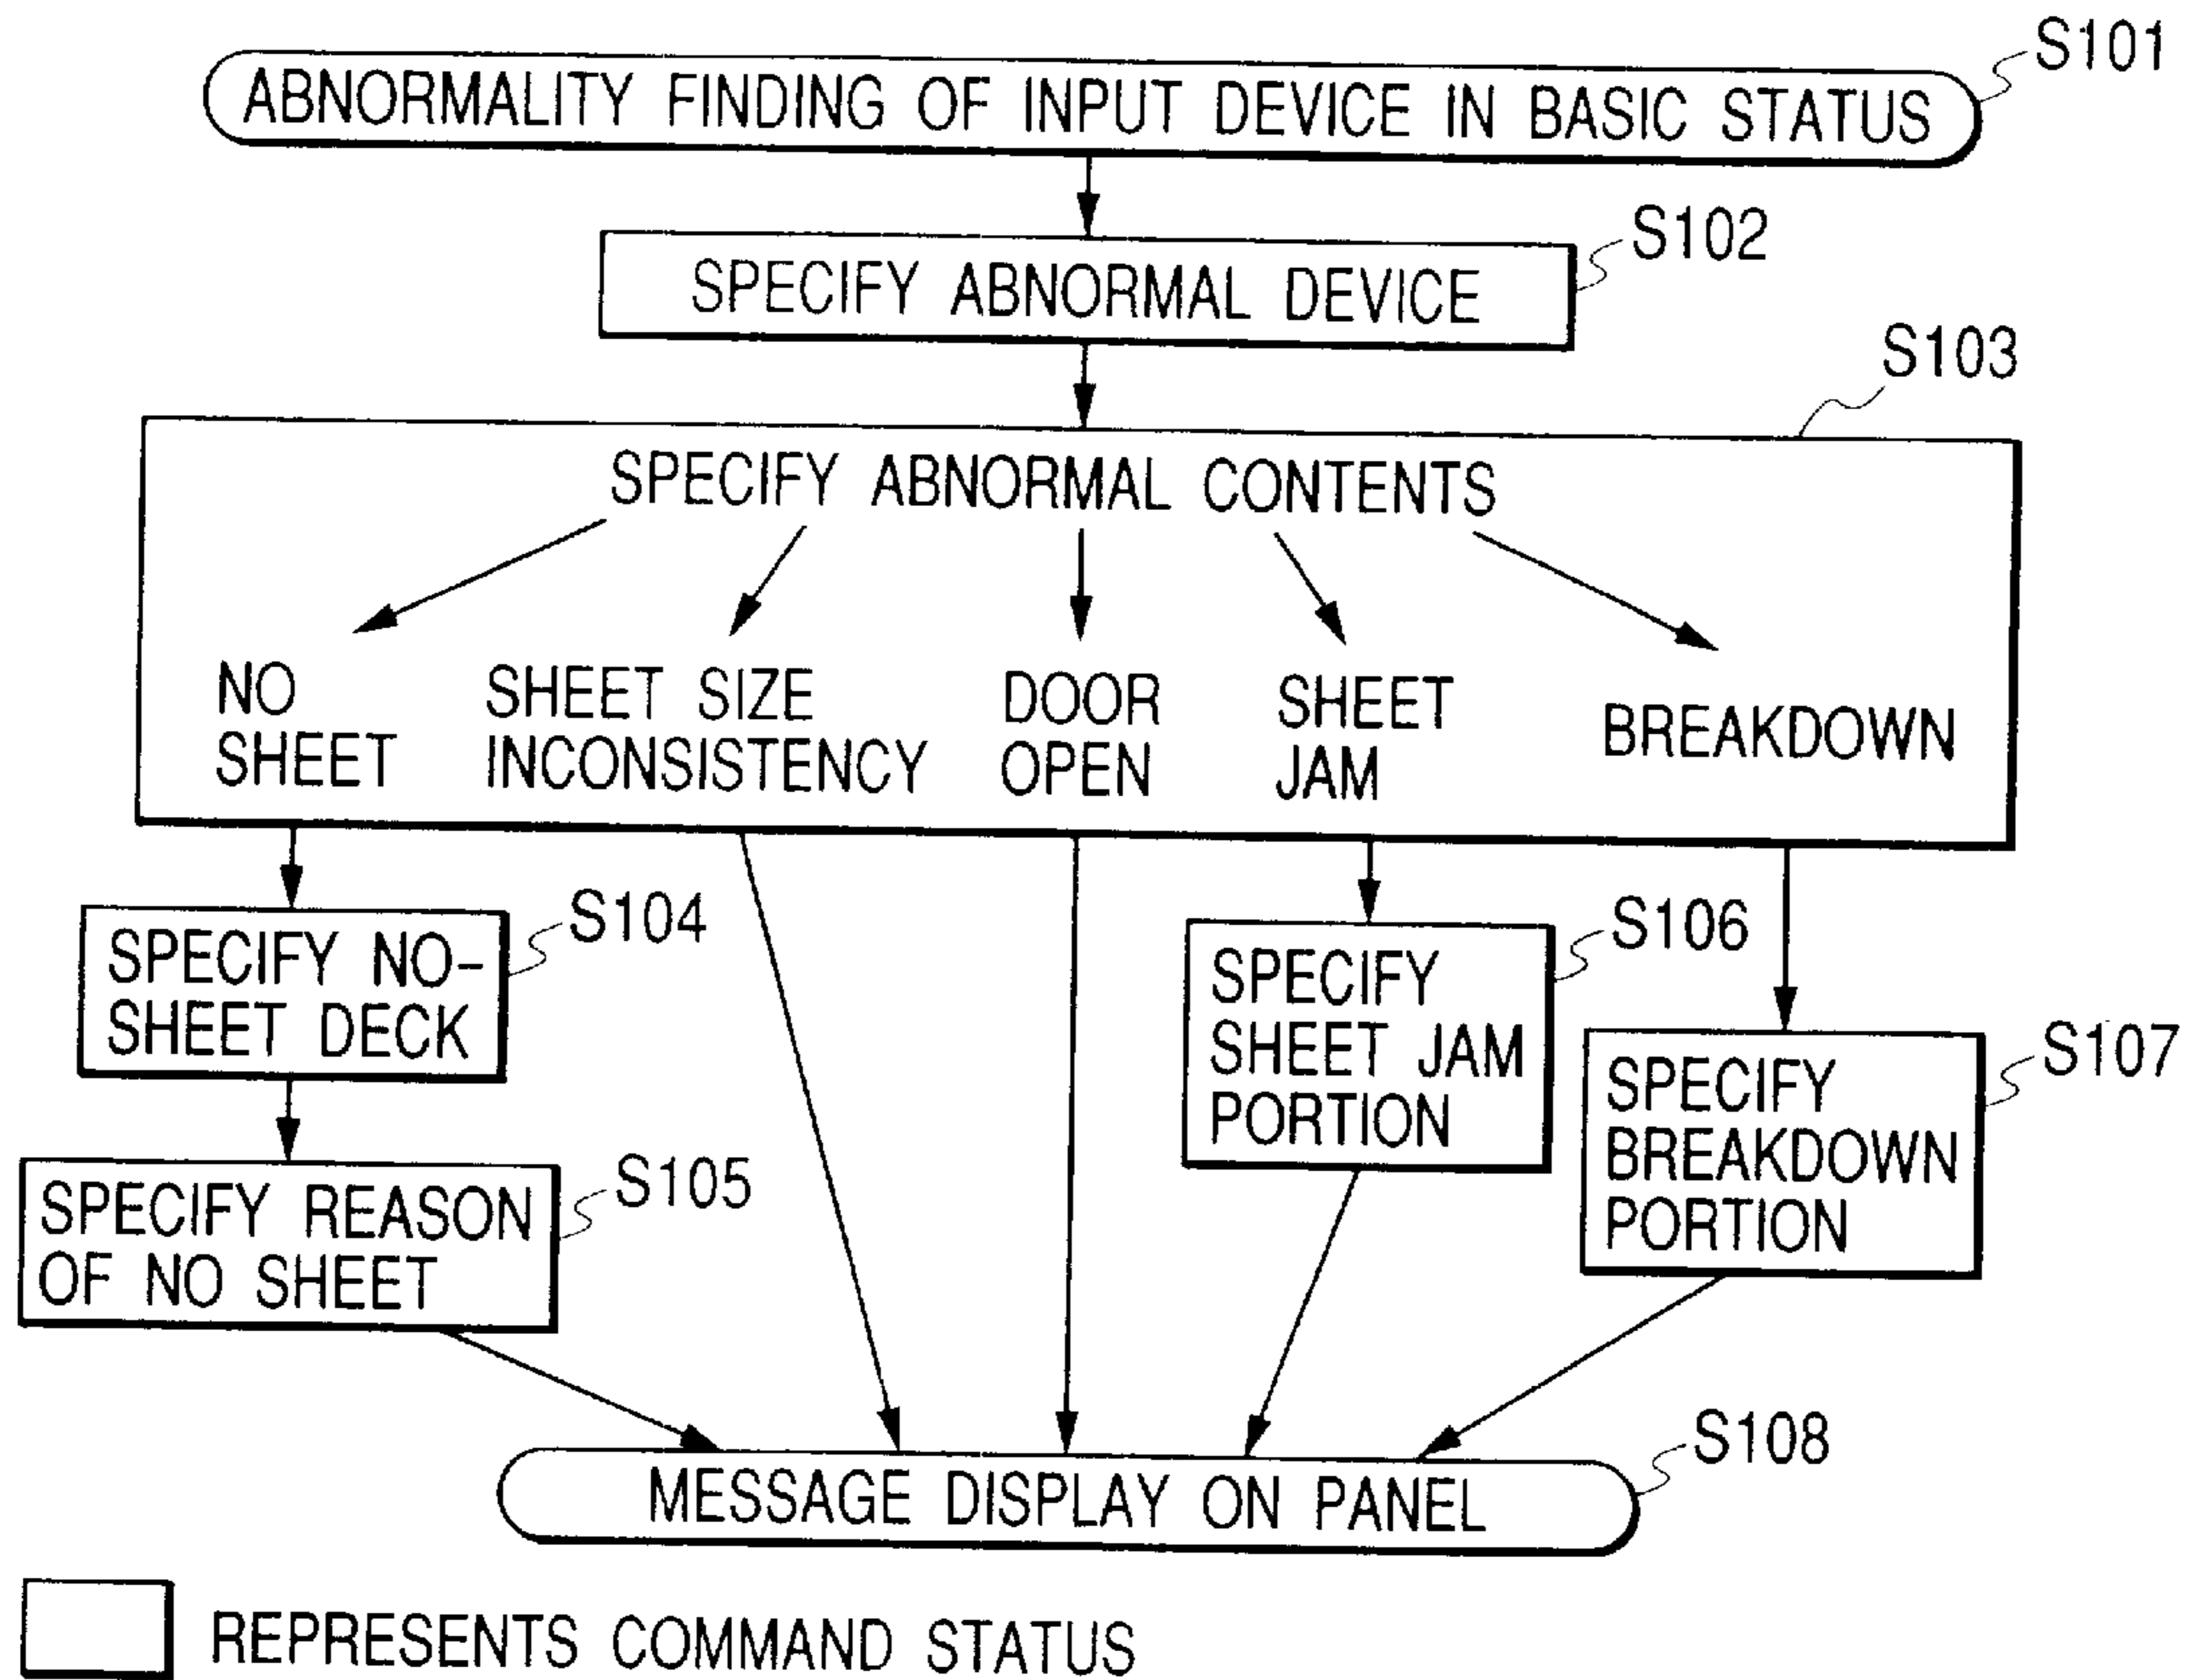 S101
ABNORMALITY FINDING OF INPUT DEVICE IN BASIC STATUS
S102
SPECIFY ABNORMAL DEVICE
S103
SPECIFY ABNORMAL CONTENTS
NO
SHEET
SHEET SIZE
INCONSISTENCY
DOOR
OPEN
SHEET
JAM
BREAKDOWN
S104
SPECIFY NO-
SHEET DECK
S105
SPECIFY REASON
OF NO SHEET
S106
SPECIFY
SHEET JAM
PORTION
S107
SPECIFY
BREAKDOWN
PORTION
S108
MESSAGE DISPLAY ON PANEL
REPRESENTS COMMAND STATUS